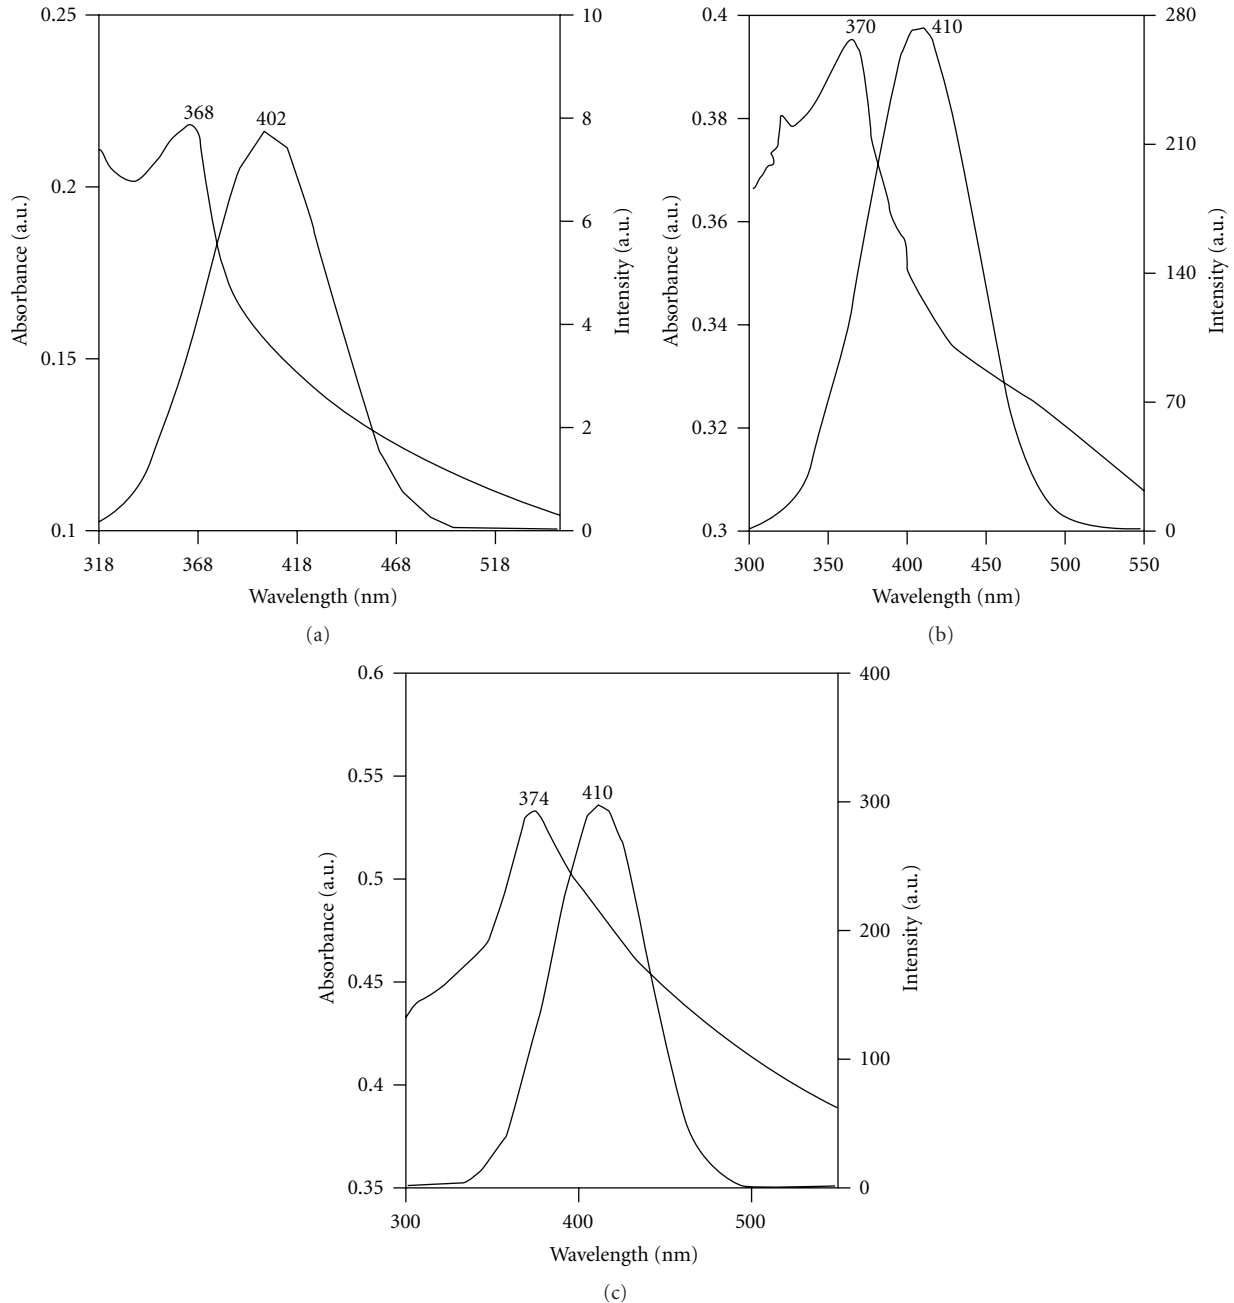 0.25
0.2
0.15
0.1
Absorbance (a.u.)
368
402
10
8
6
4
2
0
Intensity (a.u.)
318 368 418 468 518
Wavelength (nm)
(a)
0.4
0.38
0.36
0.34
0.32
0.3
Absorbance (a.u.)
370
410
280
210
140
70
0
Intensity (a.u.)
300 350 400 450 500 550
Wavelength (nm)
(b)
0.6
0.55
0.5
0.45
0.4
0.35
Absorbance (a.u.)
374
410
400
300
200
100
0
Intensity (a.u.)
300 400 500
Wavelength (nm)
(c)